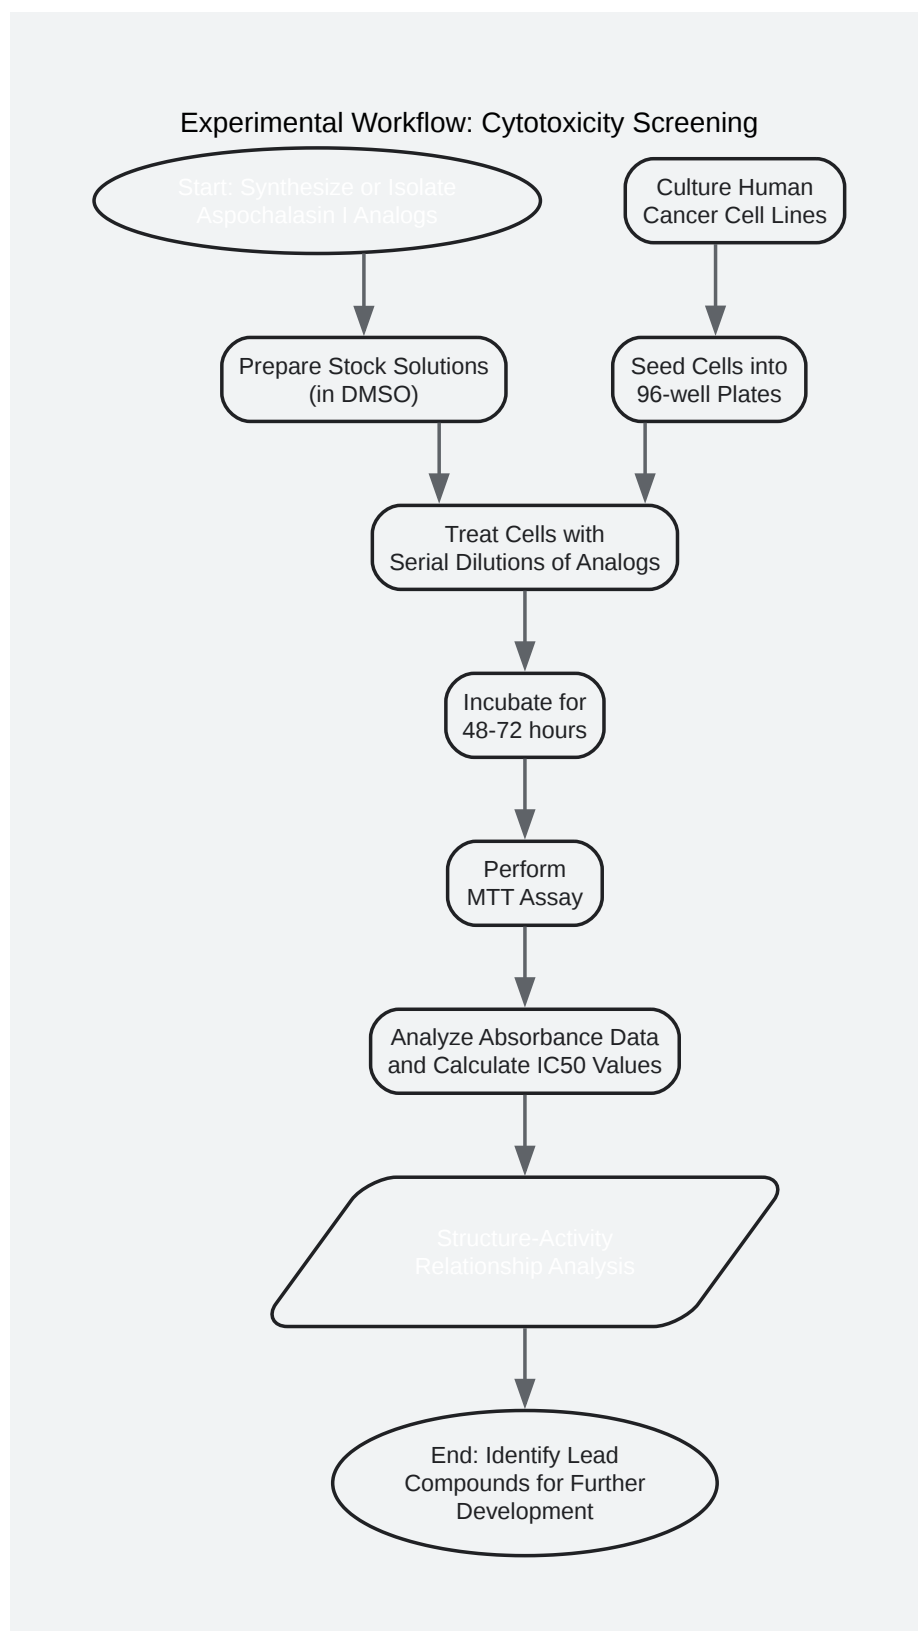 Experimental Workflow: Cytotoxicity Screening
Start: Synthesize or Isolate
Aspochalasin I Analogs
Culture Human
Cancer Cell Lines
Prepare Stock Solutions
(in DMSO)
Seed Cells into
96-well Plates
Treat Cells with
Serial Dilutions of Analogs
Incubate for
48-72 hours
Perform
MTT Assay
Analyze Absorbance Data
and Calculate IC50 Values
Structure-Activity
Relationship Analysis
End: Identify Lead
Compounds for Further
Development